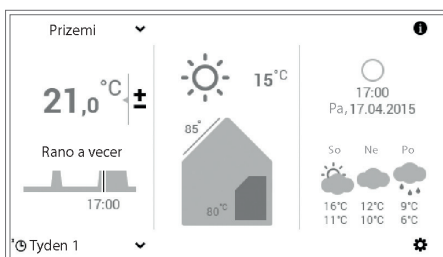 Prizemi
21,0 °C ±
Rano a vecer
17:00
Tyden 1
15°C
85°
80°C
17:00
Pa, 17.04.2015
So Ne Po
16°C 12°C 9°C
11°C 10°C 6°C